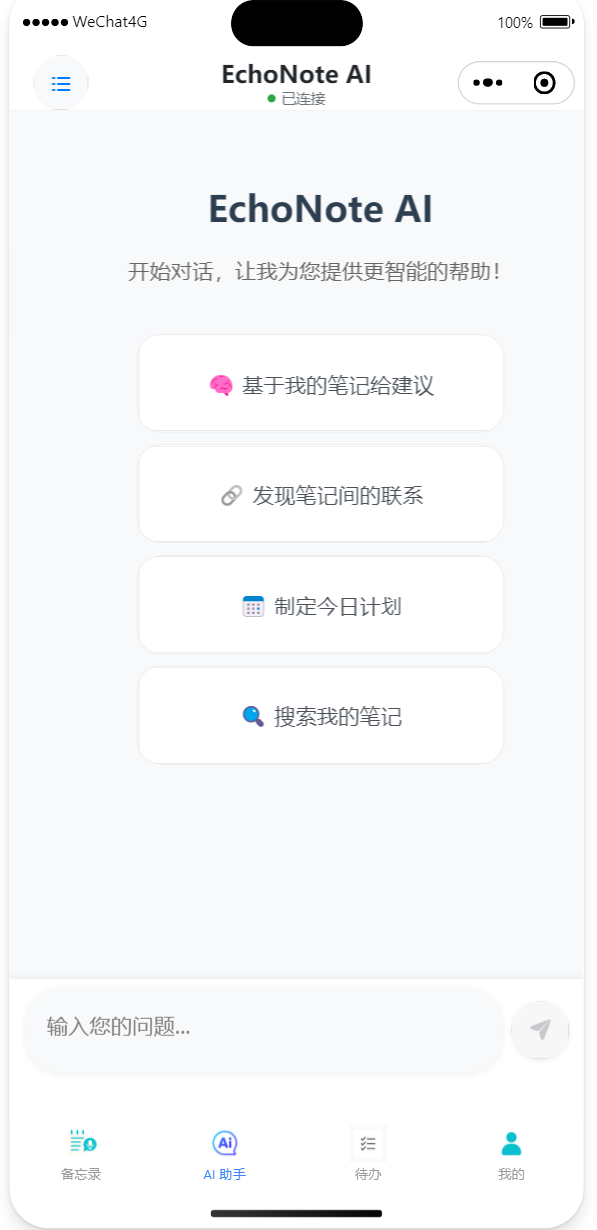 WeChat4G
100%
EchoNote AI
已连接
EchoNote AI
开始对话，让我为您提供更智能的帮助！
基于我的笔记给建议
发现笔记间的联系
制定今日计划
搜索我的笔记
输入您的问题...
Ai
备忘录
AI 助手
待办
我的